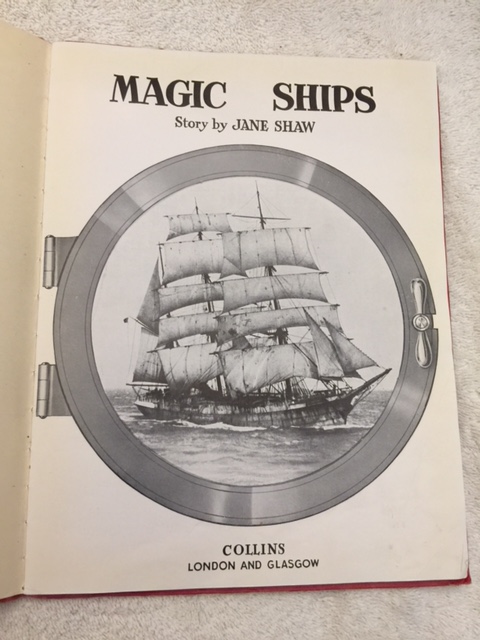 MAGIC SHIPS
Story by JANE SHAW
COLLINS
LONDON AND GLASGOW